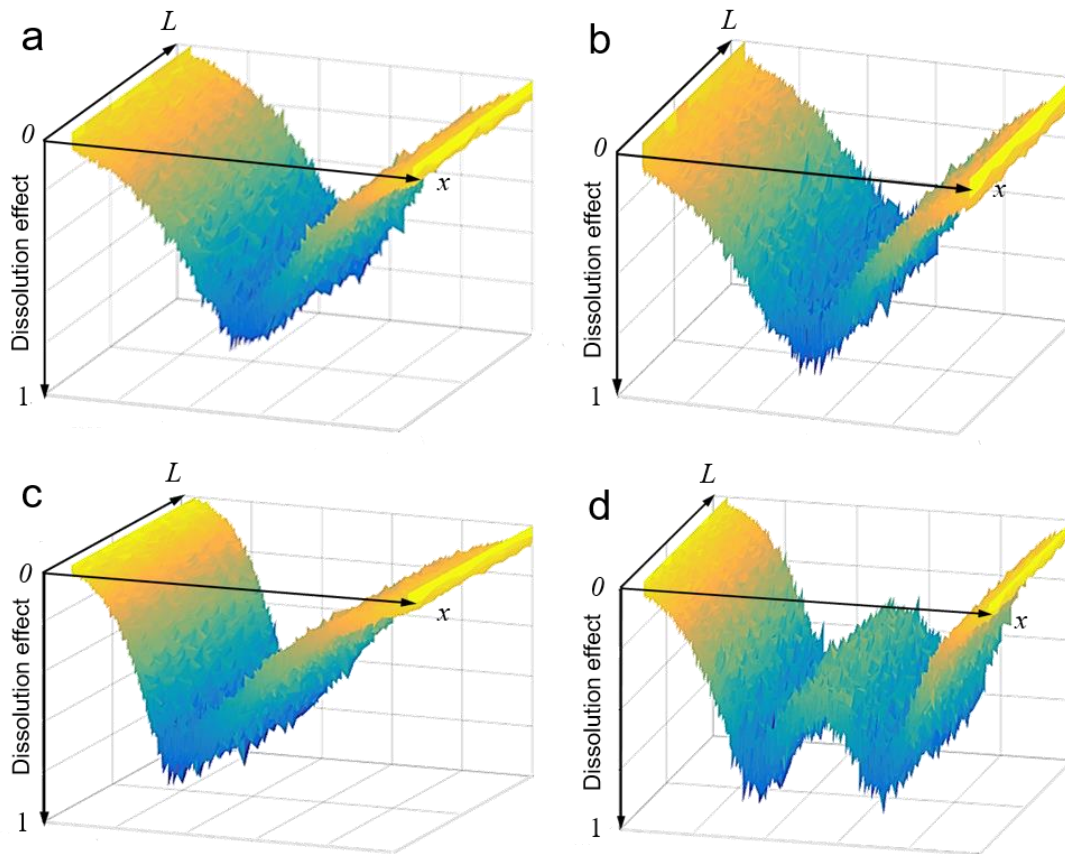 a
L
0
x
Dissolution effect
1
b
L
0
x
Dissolution effect
1
c
L
0
x
Dissolution effect
1
d
L
0
x
Dissolution effect
1